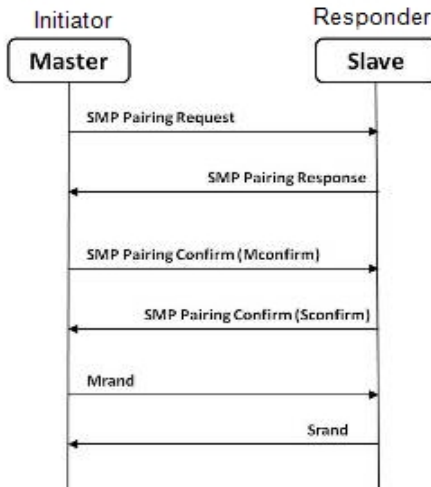 Initiator
Responder
Master
Slave
SMP Pairing Request
SMP Pairing Response
SMP Pairing Confirm (Mconfirm)
SMP Pairing Confirm (Sconfirm)
Mrand
Srand